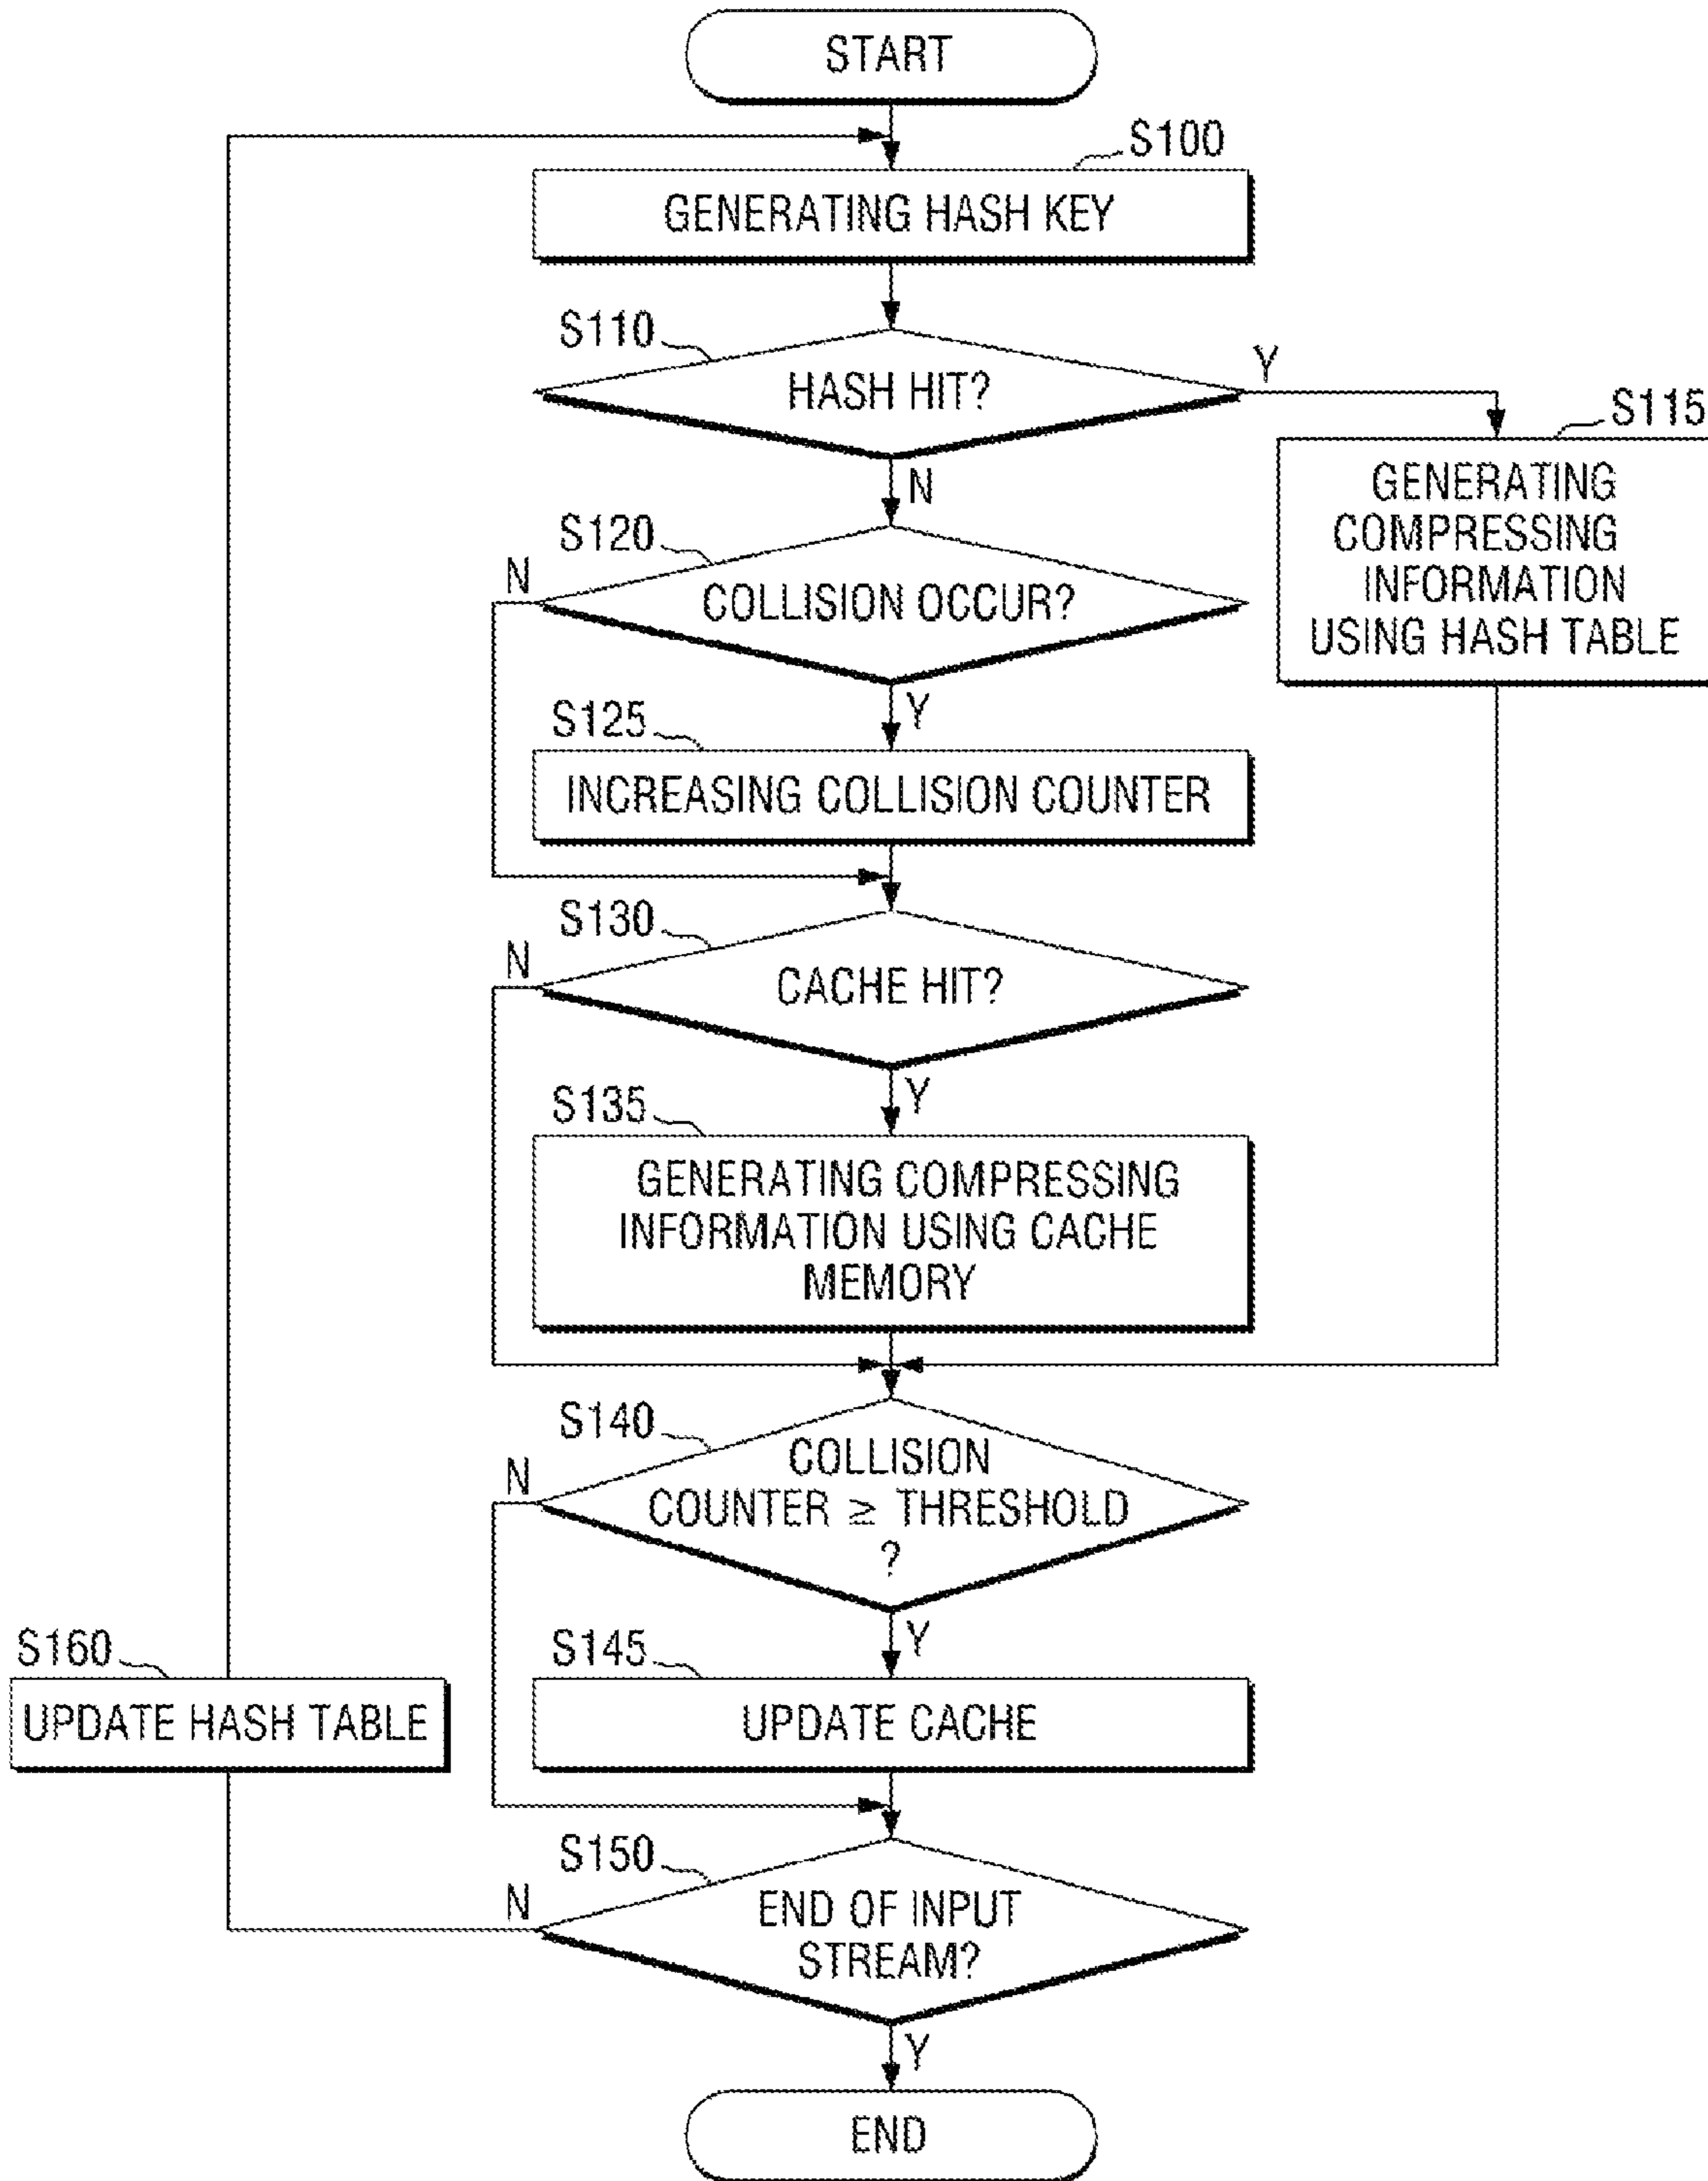 START
S100
GENERATING HASH KEY
S110
HASH HIT?
Y
N
S115
GENERATING
COMPRESSING
INFORMATION
USING HASH TABLE
S120
N
COLLISION OCCUR?
Y
S125
INCREASING COLLISION COUNTER
S130
N
CACHE HIT?
Y
S135
GENERATING COMPRESSING
INFORMATION USING CACHE
MEMORY
S140
N
COLLISION
COUNTER ≥ THRESHOLD
?
Y
S145
UPDATE CACHE
S160
UPDATE HASH TABLE
S150
N
END OF INPUT
STREAM?
Y
END